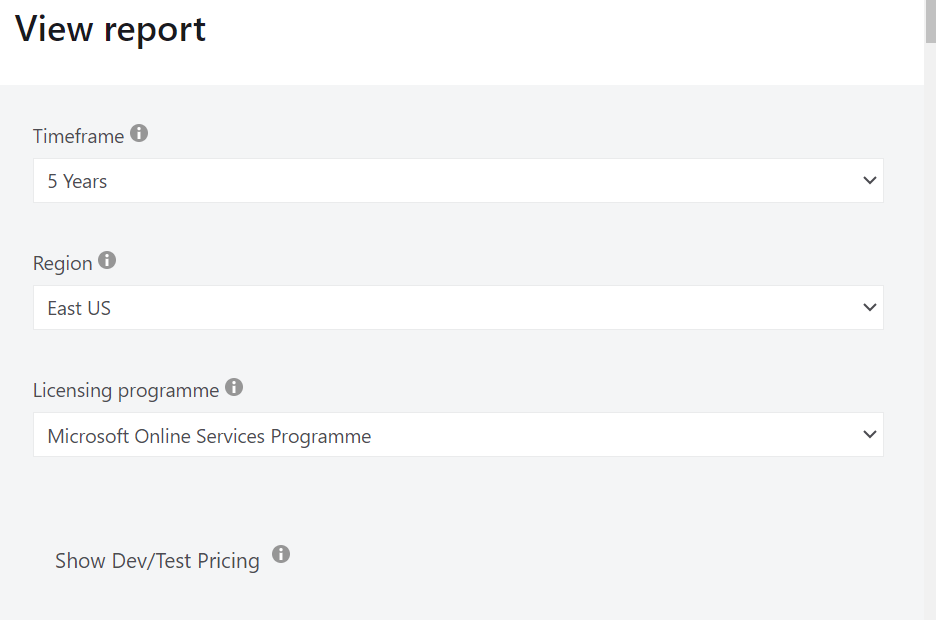 View report
Timeframe
5 Years
Region
East US
Licensing programme
Microsoft Online Services Programme
Show Dev/Test Pricing